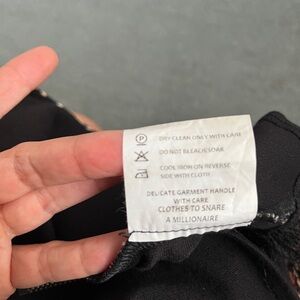 P DRY CLEAN ONLY WITH CARE
DO NOT BLEACH/SOAK
COOL IRON ON REVERSE
SIDE WITH CLOTH
DELICATE GARMENT HANDLE
WITH CARE
CLOTHES TO SNARE
A MILLIONAIRE